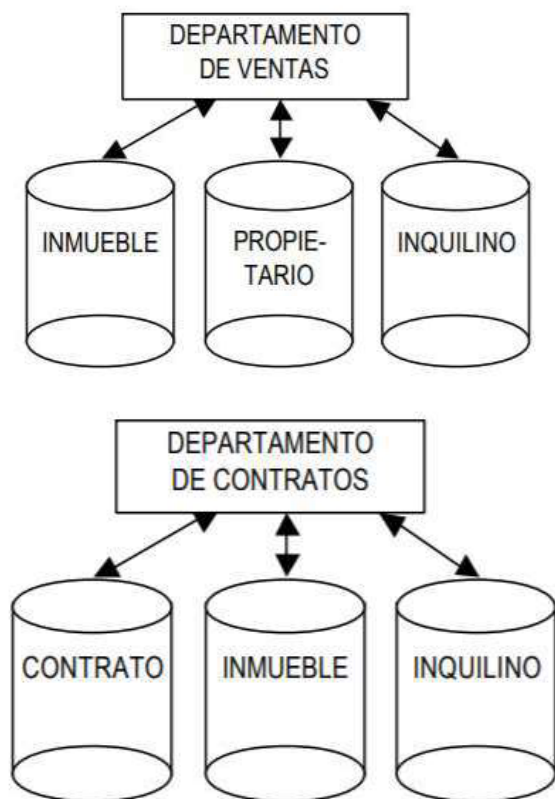 DEPARTAMENTO
DE VENTAS
INMUEBLE
PROPIE-
TARIO
INQUILINO
DEPARTAMENTO
DE CONTRATOS
CONTRATO
INMUEBLE
INQUILINO